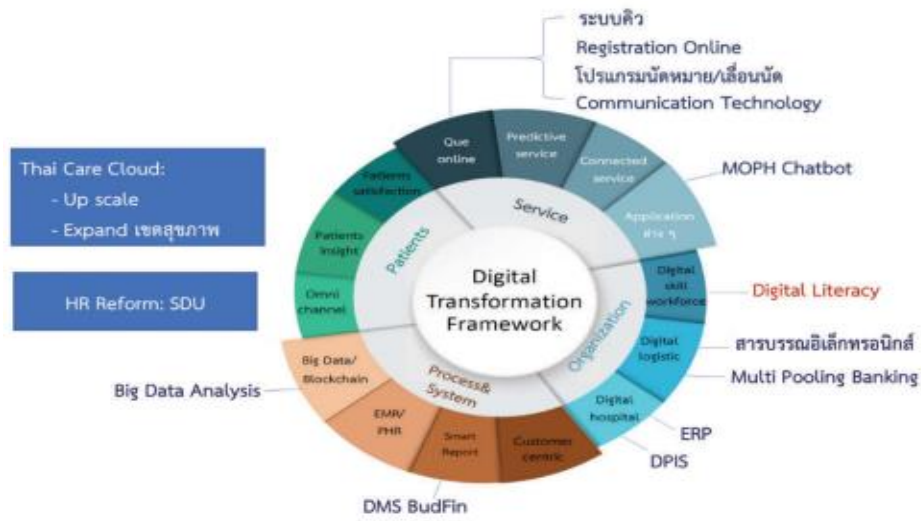 ระบบคิว
Registration Online
โปรแกรมนัดหมาย/เลื่อนนัด
Communication Technology
Thai Care Cloud:
- Up scale
- Expand เขตสุขภาพ
HR Reform: SDU
MOPH Chatbot
Digital Literacy
สารบรรณอิเล็กทรอนิกส์
Multi Pooling Banking
ERP
DPIS
DMS BudFin
Big Data Analysis
Digital
Transformation
Framework
Service
Organization
Process&
System
Patients
Que
online
Predictive
service
Connected
service
Application
ต่าง ๆ
Digital
skill
workforce
Digital
logistic
Digital
hospital
Customer
centric
Smart
Report
EMR/
PHR
Big Data/
Blockchain
Omni
channel
Patients
Insight
Patients
satisfaction